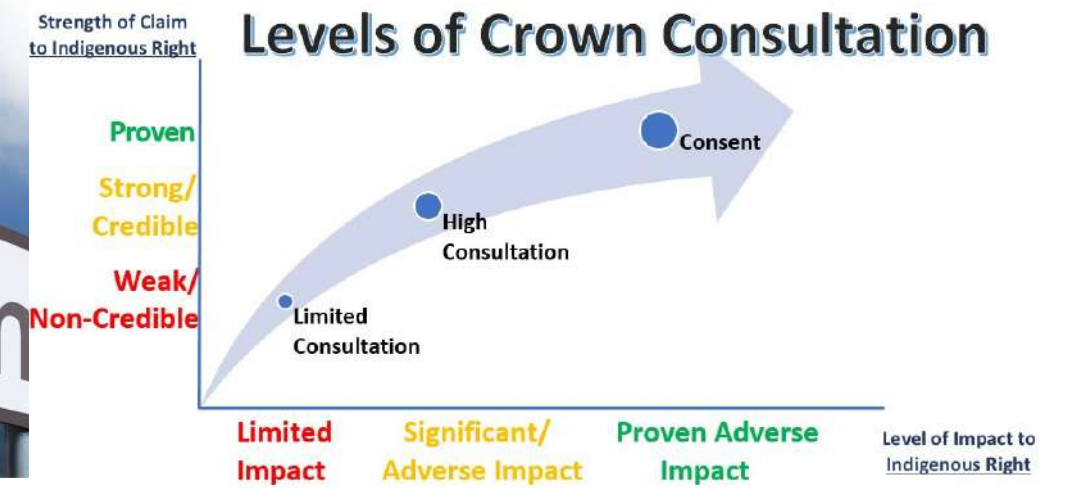 Levels of Crown Consultation
Strength of Claim
to Indigenous Right
Proven
Strong/
Credible
Weak/
Non-Credible
Consent
High
Consultation
Limited
Consultation
Limited
Impact
Significant/
Adverse Impact
Proven Adverse
Impact
Level of Impact to
Indigenous Right